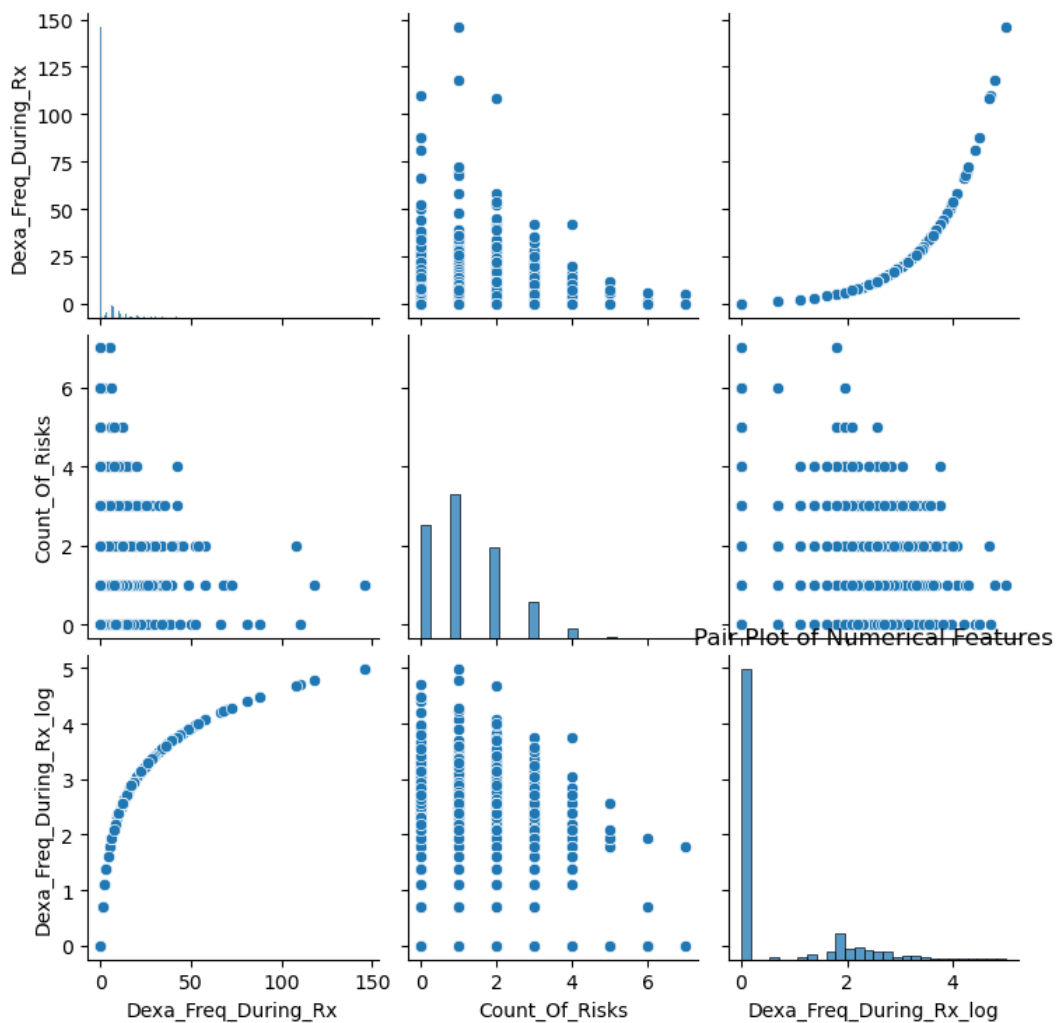 150
125
100
75
50
25
0
Dexa_Freq_During_Rx
6
4
2
0
Count_Of_Risks
Pair Plot of Numerical Features
5
4
3
2
1
0
Dexa_Freq_During_Rx_log
0 50 100 150
0 2 4 6
0 2 4
Dexa_Freq_During_Rx
Count_Of_Risks
Dexa_Freq_During_Rx_log